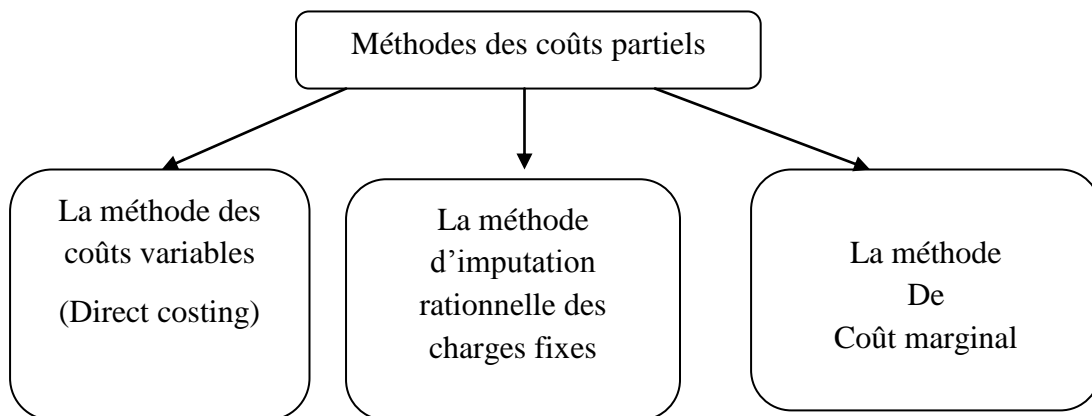 Méthodes des coûts partiels
La méthode des
coûts variables
(Direct costing)
La méthode
d’imputation
rationnelle des
charges fixes
La méthode
De
Coût marginal